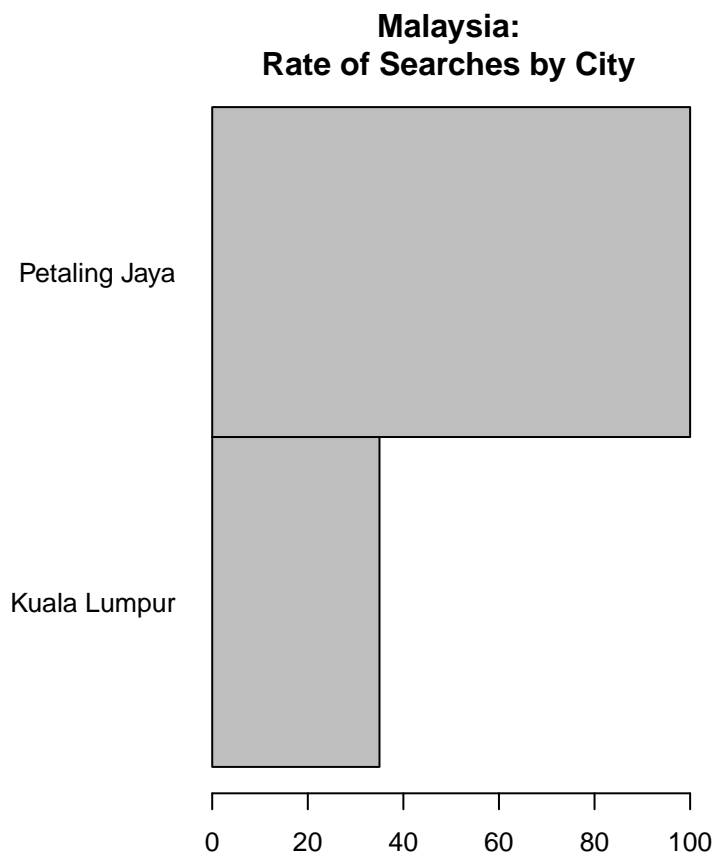 Malaysia:
Rate of Searches by City
Petaling Jaya
Kuala Lumpur
0 20 40 60 80 100